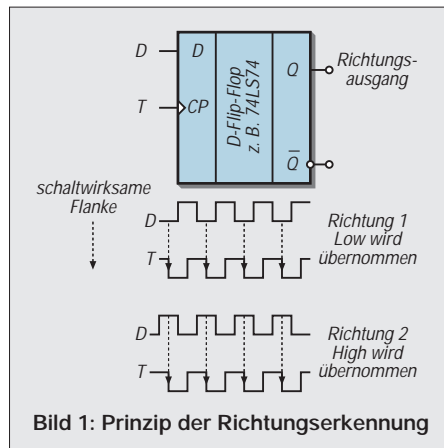 D
D
Q
Richtungs-
ausgang
T
CP
D-Flip-Flop
z. B. 74LS74
Q
schaltwirksame
Flanke
D
T
Richtung 1
Low wird
übernommen
D
T
Richtung 2
High wird
übernommen
Bild 1: Prinzip der Richtungserkennung